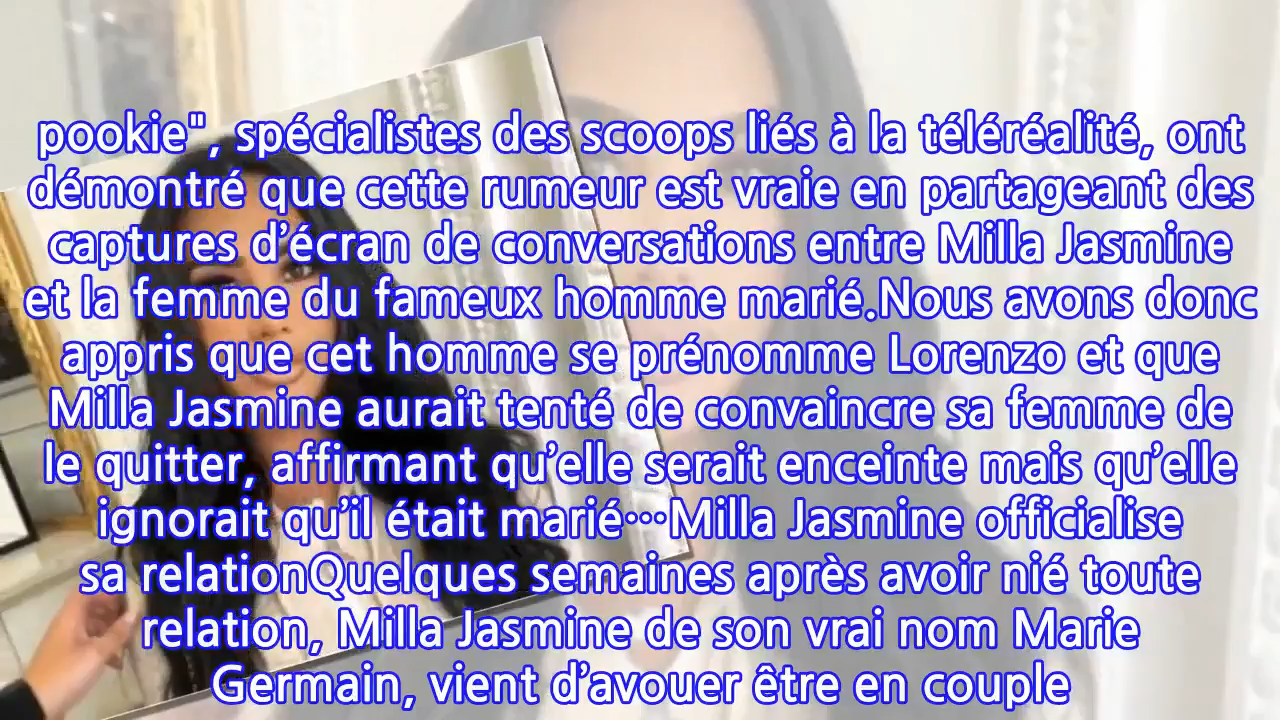 pookie", spécialistes des scoops liés à la téléréalité, ont
démontré que cette rumeur est vraie en partageant des
captures d’écran de conversations entre Milla Jasmine
et la femme du fameux homme marié.Nous avons donc
appris que cet homme se prénomme Lorenzo et que
Milla Jasmine aurait tenté de convaincre sa femme de
le quitter, affirmant qu’elle serait enceinte mais qu’elle
ignorait qu’il était marié…Milla Jasmine officialise
sa relationQuelques semaines après avoir nié toute
relation, Milla Jasmine de son vrai nom Marie
Germain, vient d’avouer être en couple